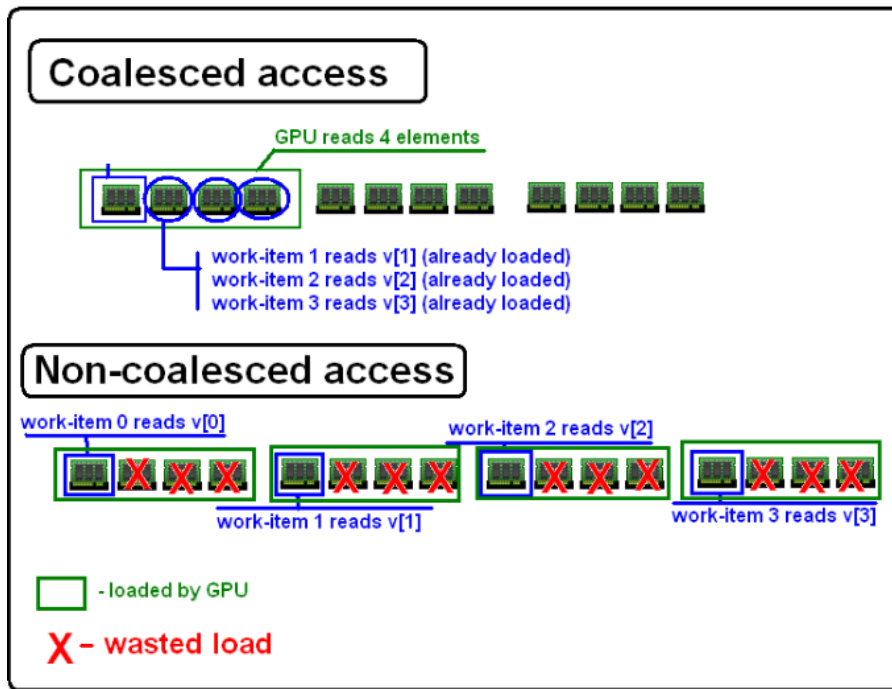 Coalesced access
GPU reads 4 elements
work-item 1 reads v[1] (already loaded)
work-item 2 reads v[2] (already loaded)
work-item 3 reads v[3] (already loaded)
Non-coalesced access
work-item 0 reads v[0]
work-item 2 reads v[2]
work-item 1 reads v[1]
work-item 3 reads v[3]
- loaded by GPU
X - wasted load